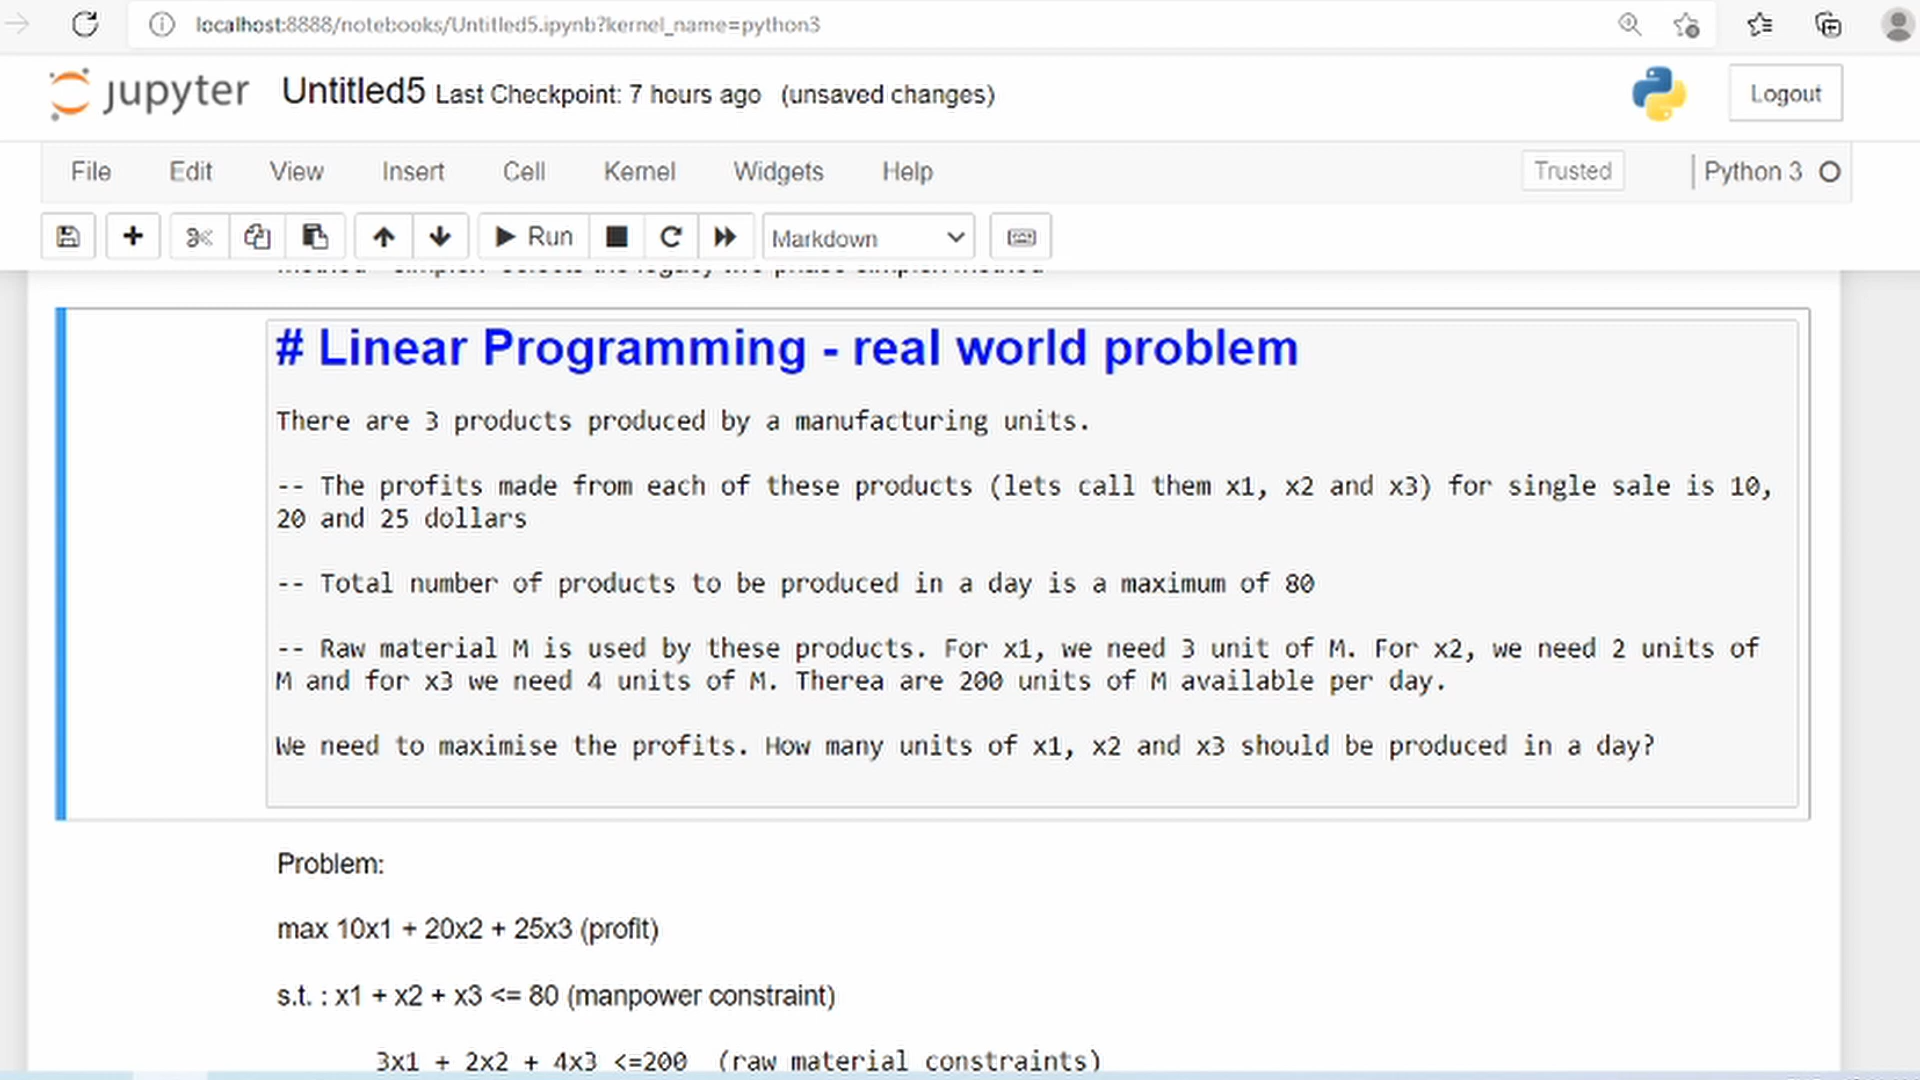 localhost:8888/notebooks/Untitled5.ipynb?kernel_name=python3
jupyter Untitled5 Last Checkpoint: 7 hours ago (unsaved changes)
Logout
File Edit View Insert Cell Kernel Widgets Help
Trusted
Python 3
Run
Markdown
# Linear Programming - real world problem
There are 3 products produced by a manufacturing units.
-- The profits made from each of these products (lets call them x1, x2 and x3) for single sale is 10,
20 and 25 dollars
-- Total number of products to be produced in a day is a maximum of 80
-- Raw material M is used by these products. For x1, we need 3 unit of M. For x2, we need 2 units of
M and for x3 we need 4 units of M. Therea are 200 units of M available per day.
We need to maximise the profits. How many units of x1, x2 and x3 should be produced in a day?
Problem:
max 10x1 + 20x2 + 25x3 (profit)
s.t. : x1 + x2 + x3 <= 80 (manpower constraint)
3x1 + 2x2 + 4x3 <=200 (raw material constraints)